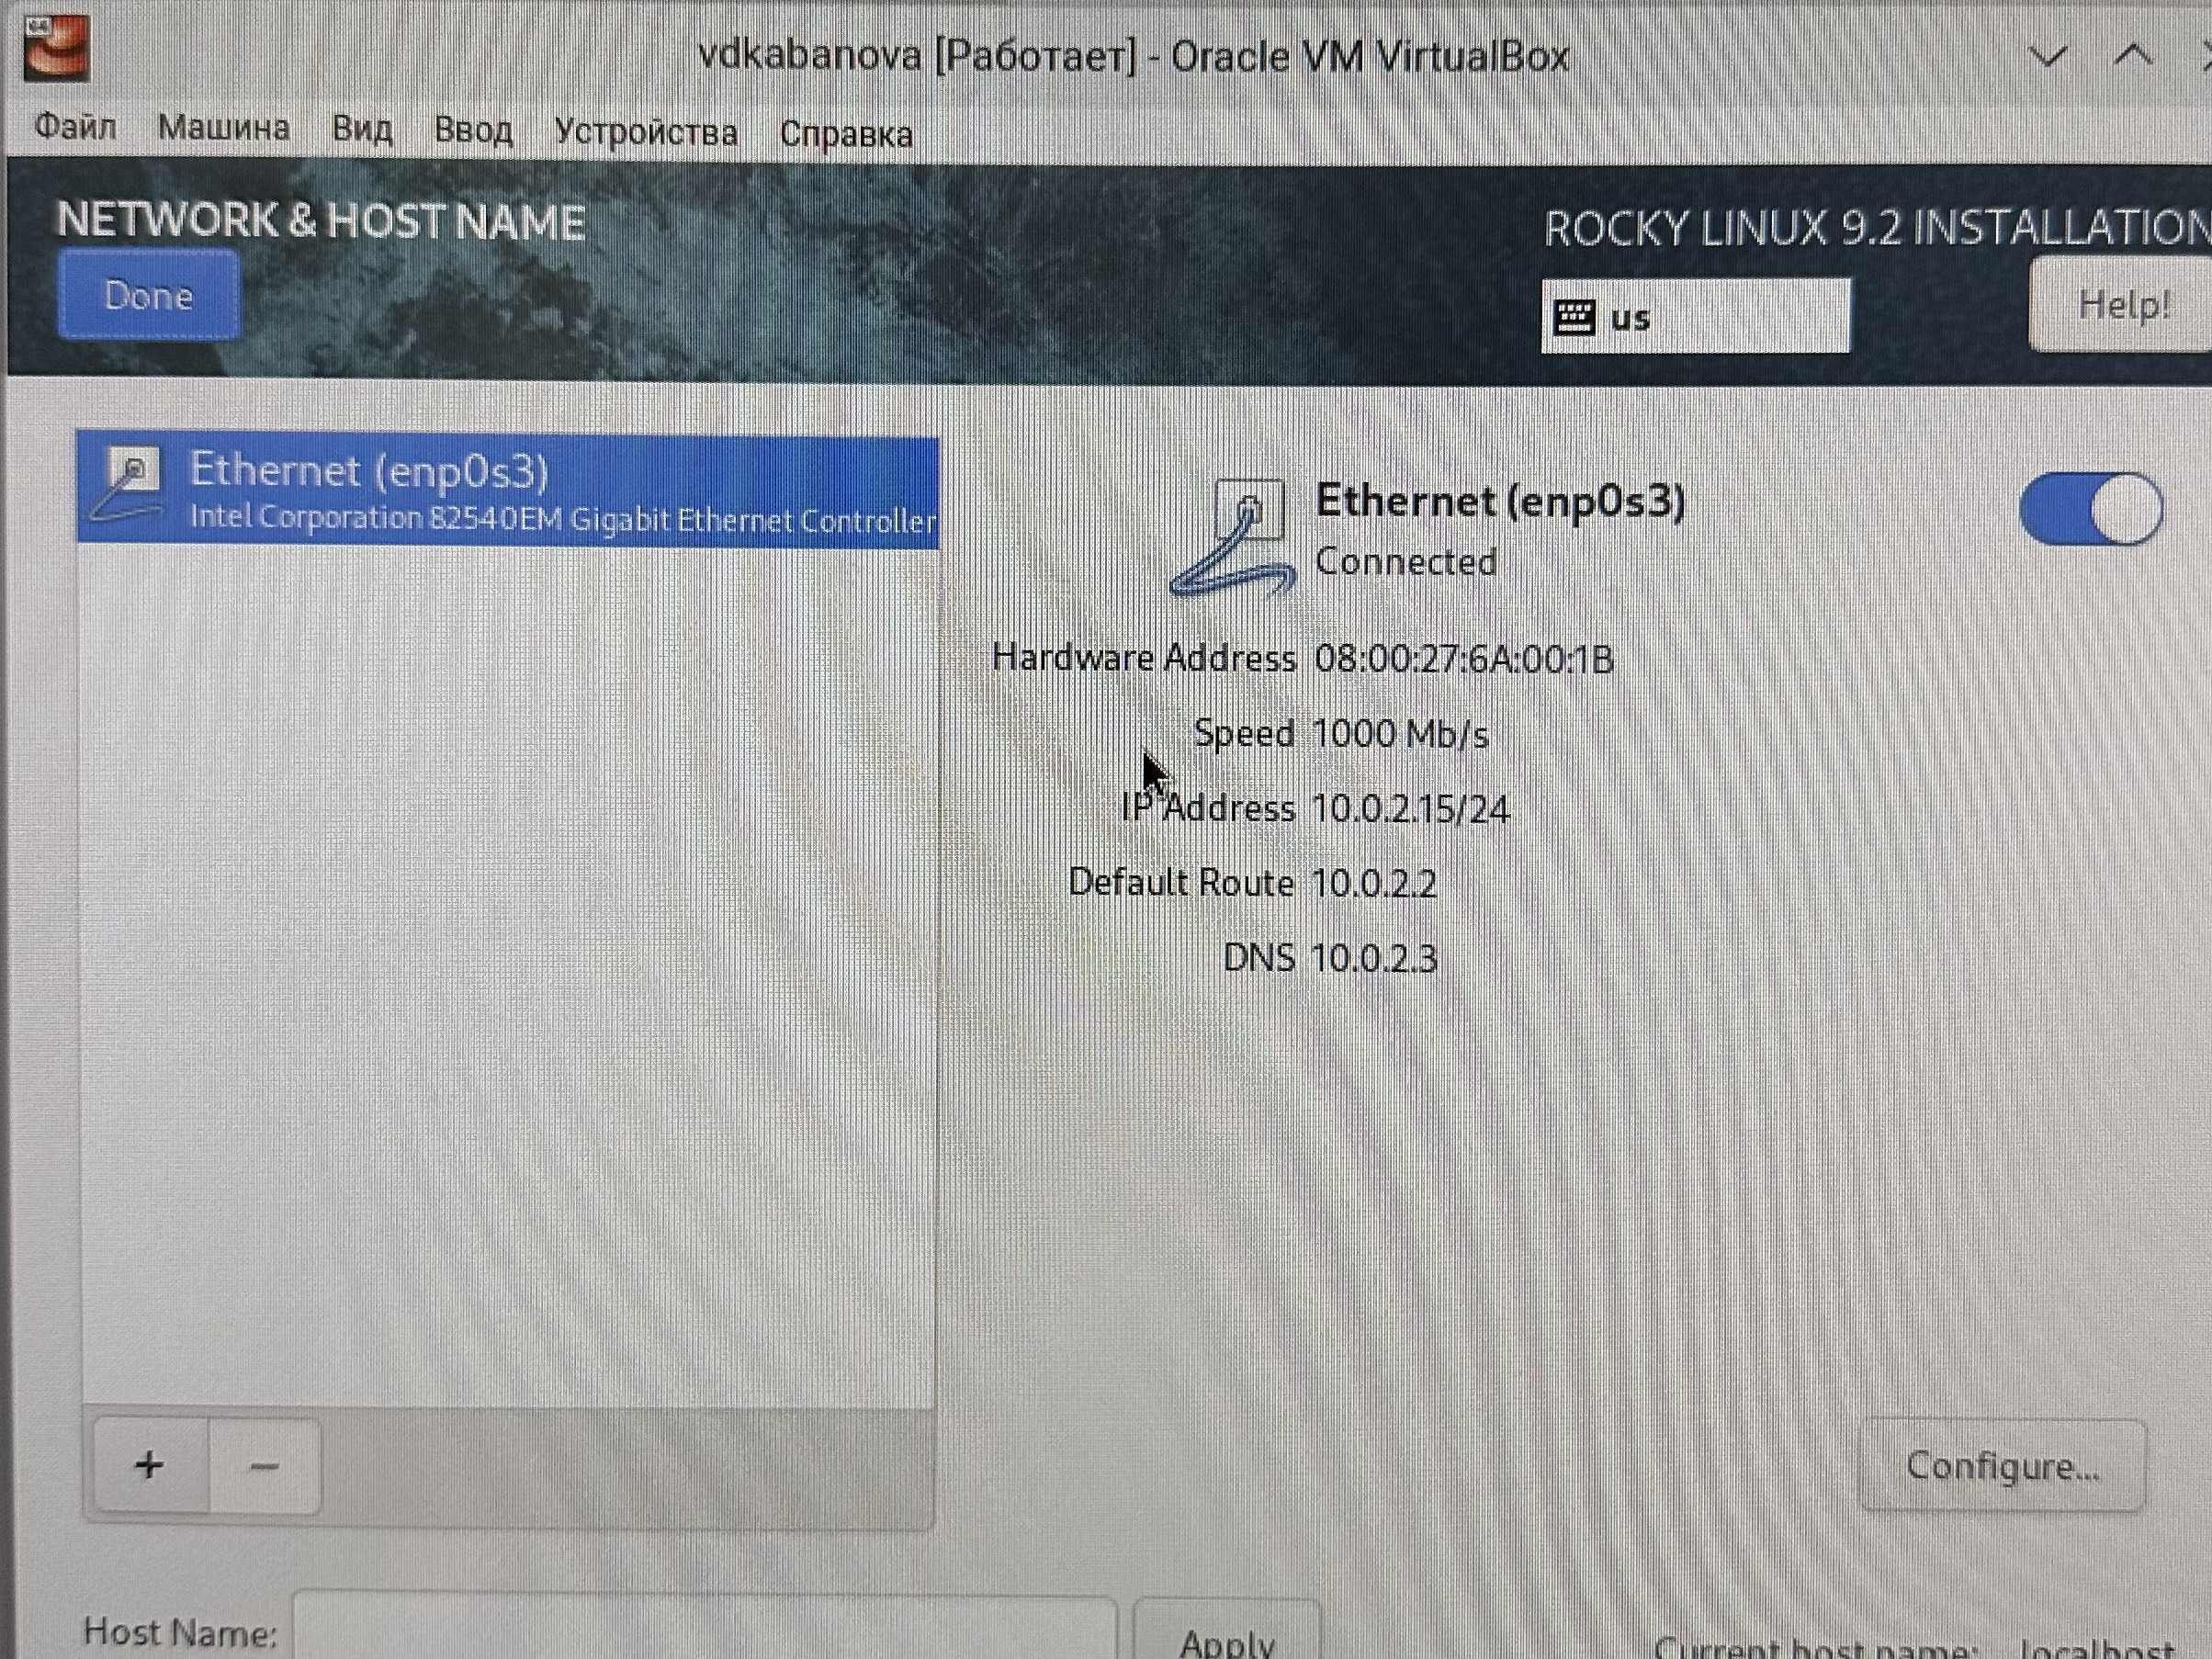 vdkabanova [Работает] - Oracle VM VirtualBox
Файл Машина Вид Ввод Устройства Справка
NETWORK & HOST NAME
ROCKY LINUX 9.2 INSTALLATION
Done
us
Help!
Ethernet (enp0s3)
Intel Corporation 82540EM Gigabit Ethernet Controller
Ethernet (enp0s3)
Connected
Hardware Address 08:00:27:6A:00:1B
Speed 1000 Mb/s
IP Address 10.0.2.15/24
Default Route 10.0.2.2
DNS 10.0.2.3
+ −
Configure...
Host Name:
Apply
Current host name: localhost